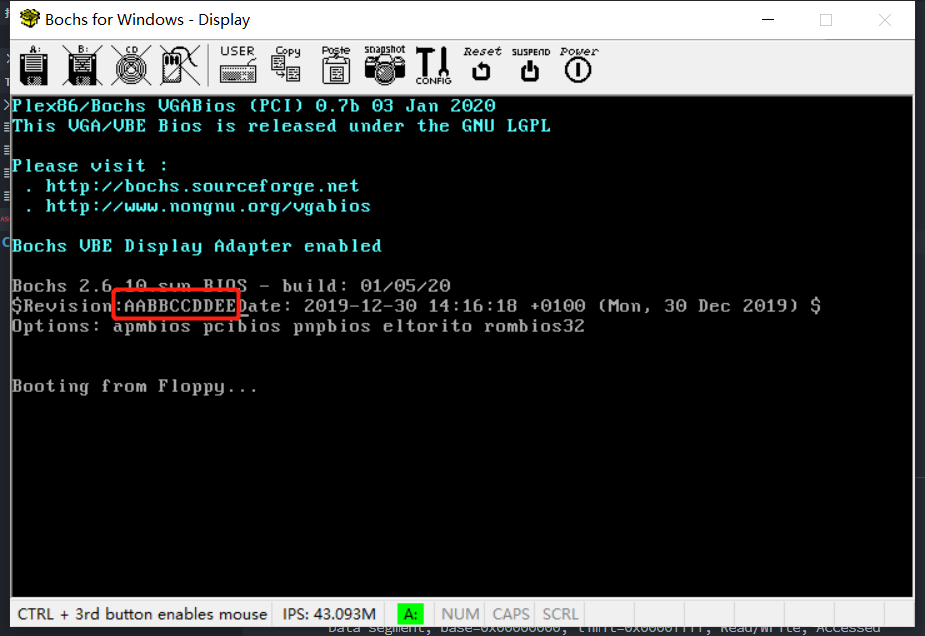 Bochs for Windows - Display
A: B: CD USER Copy Paste snapshot CONFIG Reset SUSPEND Power
Plex86/Bochs VGABios (PCI) 0.7b 03 Jan 2020
This VGA/VBE Bios is released under the GNU LGPL
Please visit :
. http://bochs.sourceforge.net
. http://www.nongnu.org/vgabios
Bochs VBE Display Adapter enabled
Bochs 2.6.10.svn BIOS - build: 01/05/20
$Revision:AABBCCDDEEDate: 2019-12-30 14:16:18 +0100 (Mon, 30 Dec 2019) $
Options: apmbios pcibios pnpbios eltorito rombios32
Booting from Floppy...
CTRL + 3rd button enables mouse IPS: 43.093M A: NUM CAPS SCRL
Data segment, base=0x00000000, limit=0x0000ffff, Read/Write, Accessed